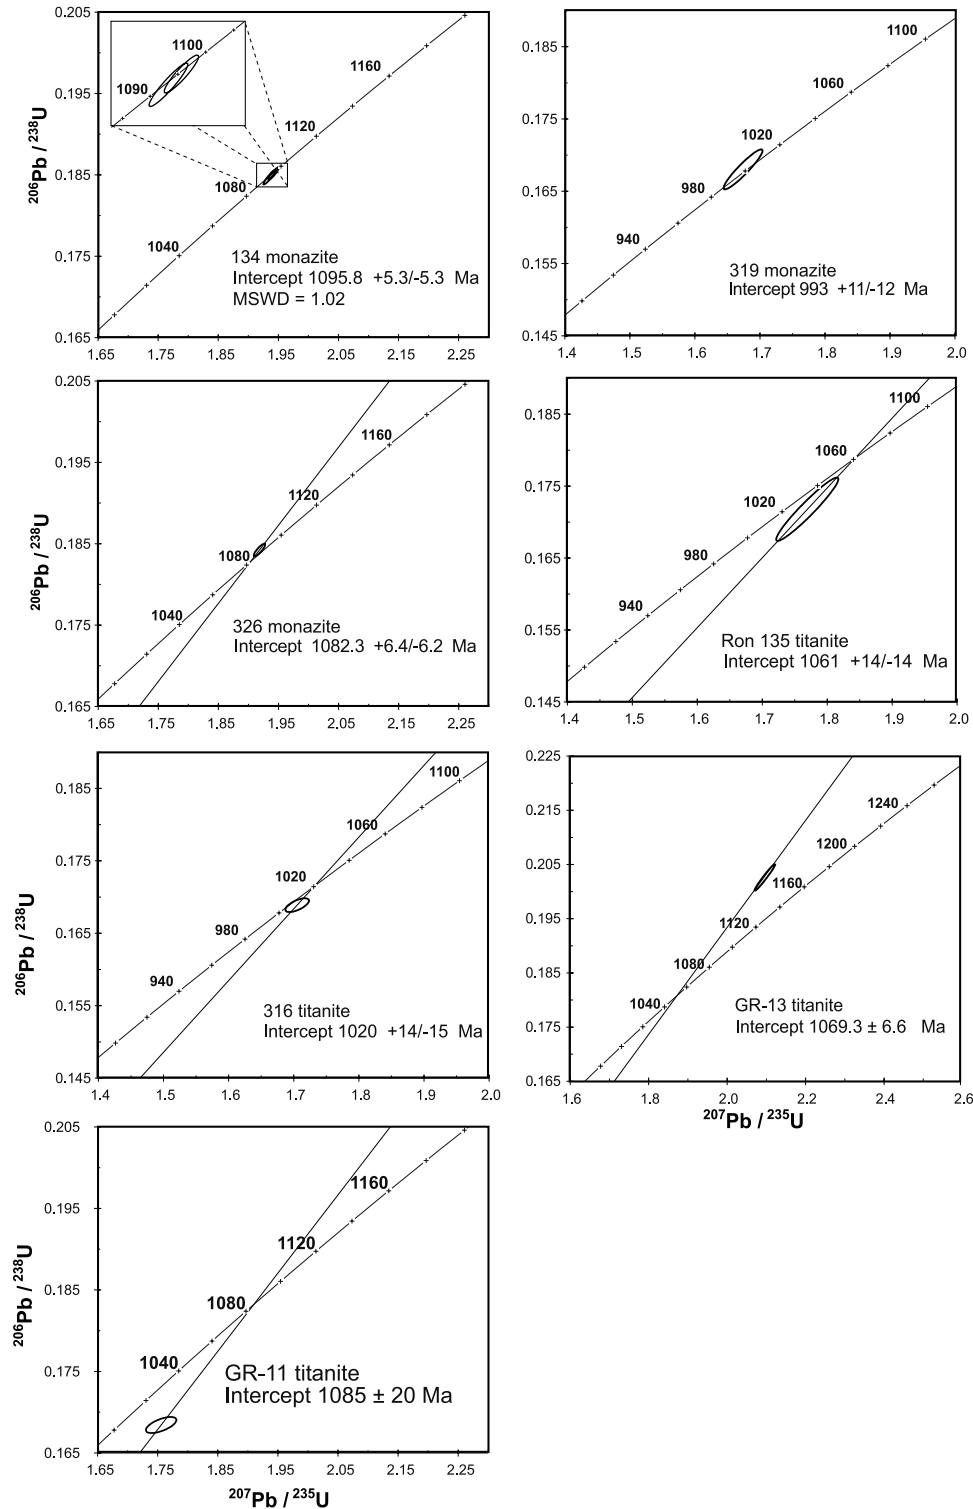 0.205
0.195
0.185
0.175
0.165
206Pb / 238U
1100
1090
1160
1120
1080
1040
134 monazite
Intercept 1095.8 +5.3/-5.3 Ma
MSWD = 1.02
1.65 1.75 1.85 1.95 2.05 2.15 2.25
0.185
0.175
0.165
0.155
0.145
1100
1060
1020
980
940
319 monazite
Intercept 993 +11/-12 Ma
1.4 1.5 1.6 1.7 1.8 1.9 2.0
0.205
0.195
0.185
0.175
0.165
206Pb / 238U
1160
1120
1080
1040
326 monazite
Intercept 1082.3 +6.4/-6.2 Ma
1.65 1.75 1.85 1.95 2.05 2.15 2.25
0.185
0.175
0.165
0.155
0.145
1100
1060
1020
980
940
Ron 135 titanite
Intercept 1061 +14/-14 Ma
1.4 1.5 1.6 1.7 1.8 1.9 2.0
0.185
0.175
0.165
0.155
0.145
206Pb / 238U
1100
1060
1020
980
940
316 titanite
Intercept 1020 +14/-15 Ma
1.4 1.5 1.6 1.7 1.8 1.9 2.0
0.225
0.215
0.205
0.195
0.185
0.175
0.165
1240
1200
1160
1120
1080
1040
GR-13 titanite
Intercept 1069.3 ± 6.6 Ma
1.6 1.8 2.0 2.2 2.4 2.6
207Pb / 235U
0.205
0.195
0.185
0.175
0.165
206Pb / 238U
1160
1120
1080
1040
GR-11 titanite
Intercept 1085 ± 20 Ma
1.65 1.75 1.85 1.95 2.05 2.15 2.25
207Pb / 235U